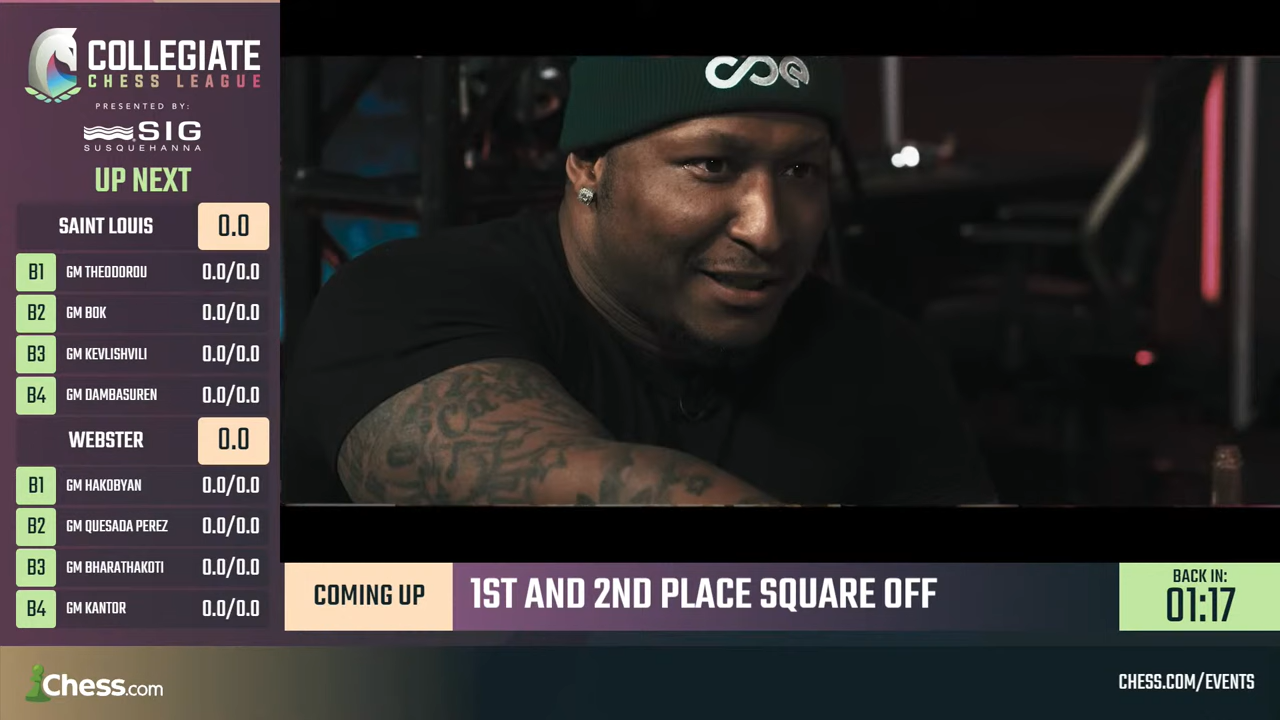 COLLEGIATE
CHESS LEAGUE
PRESENTED BY:
SIG
SUSQUEHANNA
UP NEXT
SAINT LOUIS 0.0
B1 GM THEODOROU 0.0/0.0
B2 GM BOK 0.0/0.0
B3 GM KEVLISHVILI 0.0/0.0
B4 GM DAMBASUREN 0.0/0.0
WEBSTER 0.0
B1 GM HAKOBYAN 0.0/0.0
B2 GM QUESADA PEREZ 0.0/0.0
B3 GM BHARATHAKOTI 0.0/0.0
B4 GM KANTOR 0.0/0.0
COMING UP
1ST AND 2ND PLACE SQUARE OFF
BACK IN:
01:17
Chess.com
CHESS.COM/EVENTS